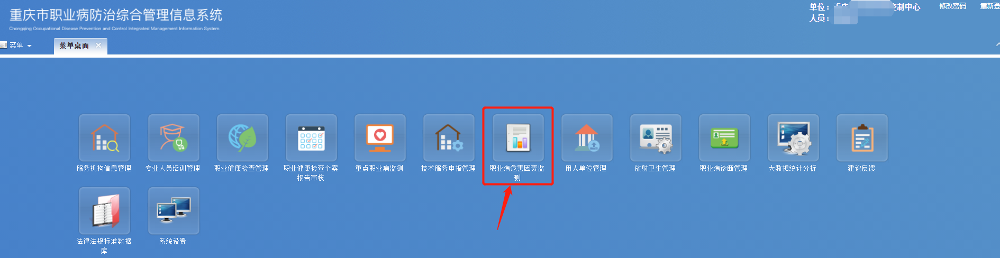 重庆市职业病防治综合管理信息系统
Chongqing Occupational Disease Prevention and Control Integrated Management Information System
单位：重庆
制中心
人员：
修改密码
重新登
菜单
菜单桌面
服务机构信息管理
专业人员培训管理
职业健康检查管理
职业健康检查个案
报告审核
重点职业病监测
技术服务申报管理
职业病危害因素监
测
用人单位管理
放射卫生管理
职业病诊断管理
大数据统计分析
建议反馈
法律法规标准数据
库
系统设置